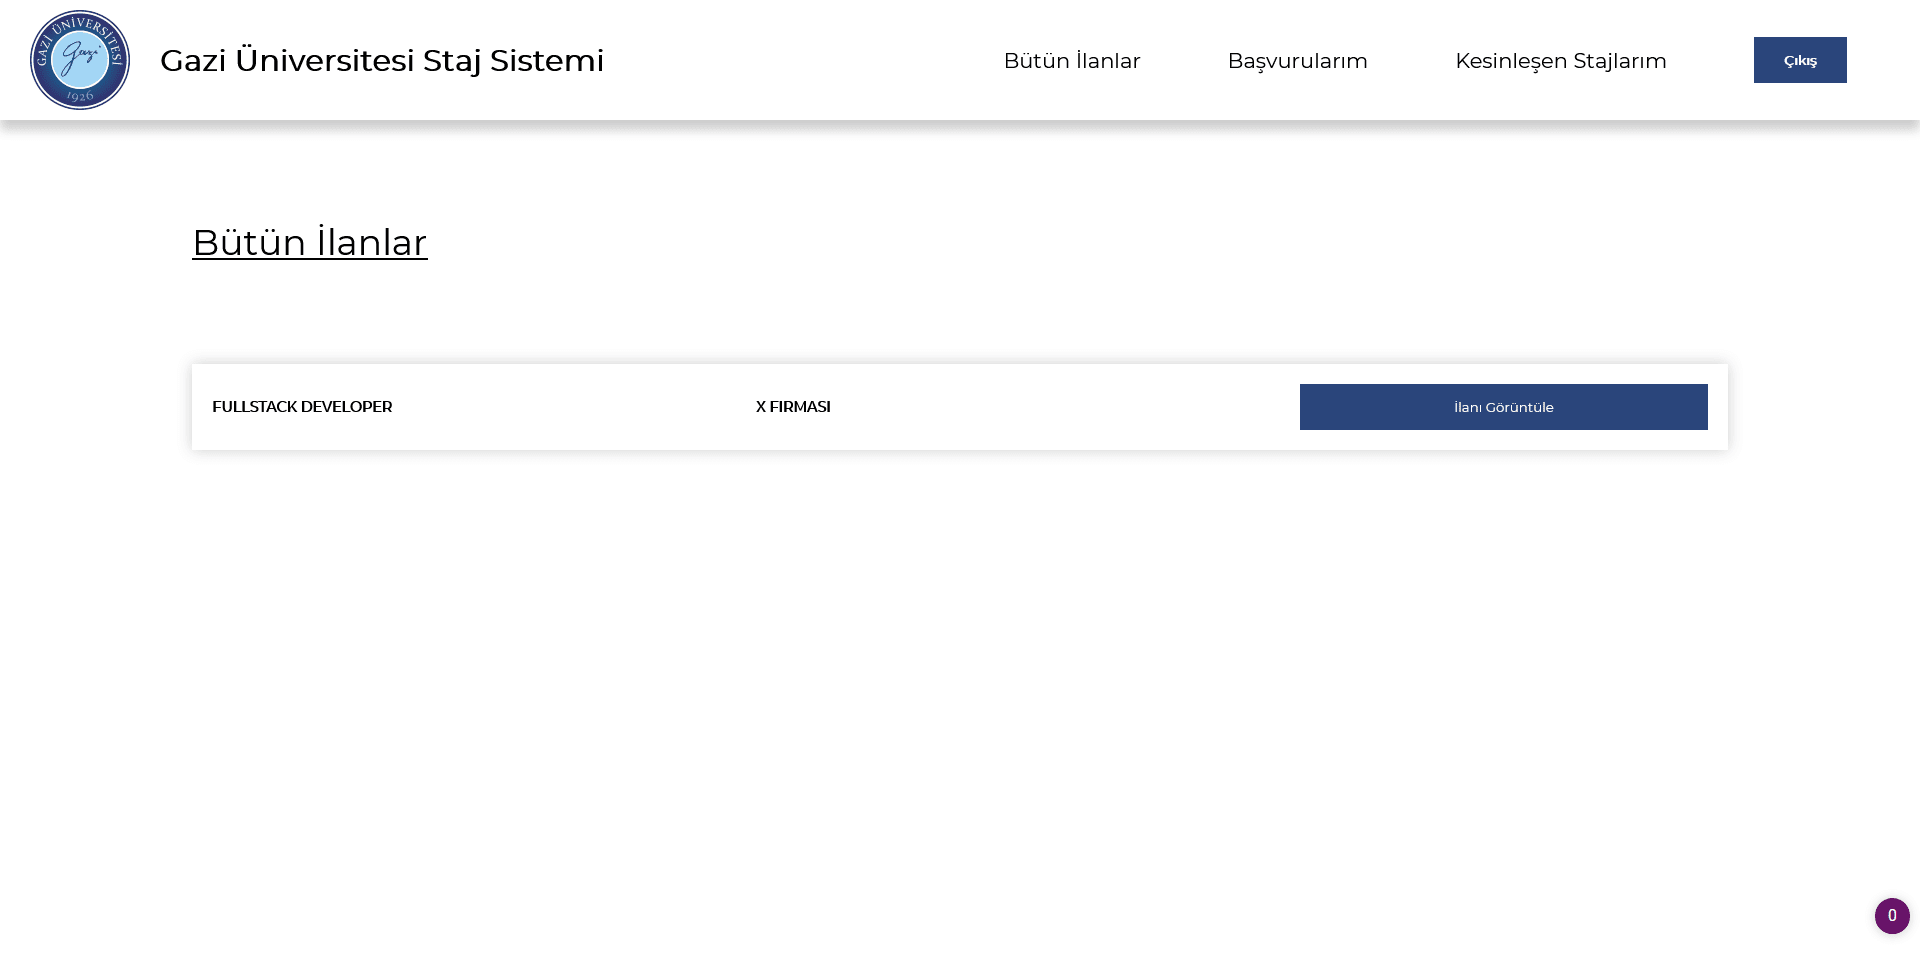 GAZİ ÜNİVERSİTESİ
Gazi
1926
Gazi Üniversitesi Staj Sistemi
Bütün İlanlar
Başvurularım
Kesinleşen Stajlarım
Çıkış
Bütün İlanlar
FULLSTACK DEVELOPER
X FIRMASI
İlanı Görüntüle
0